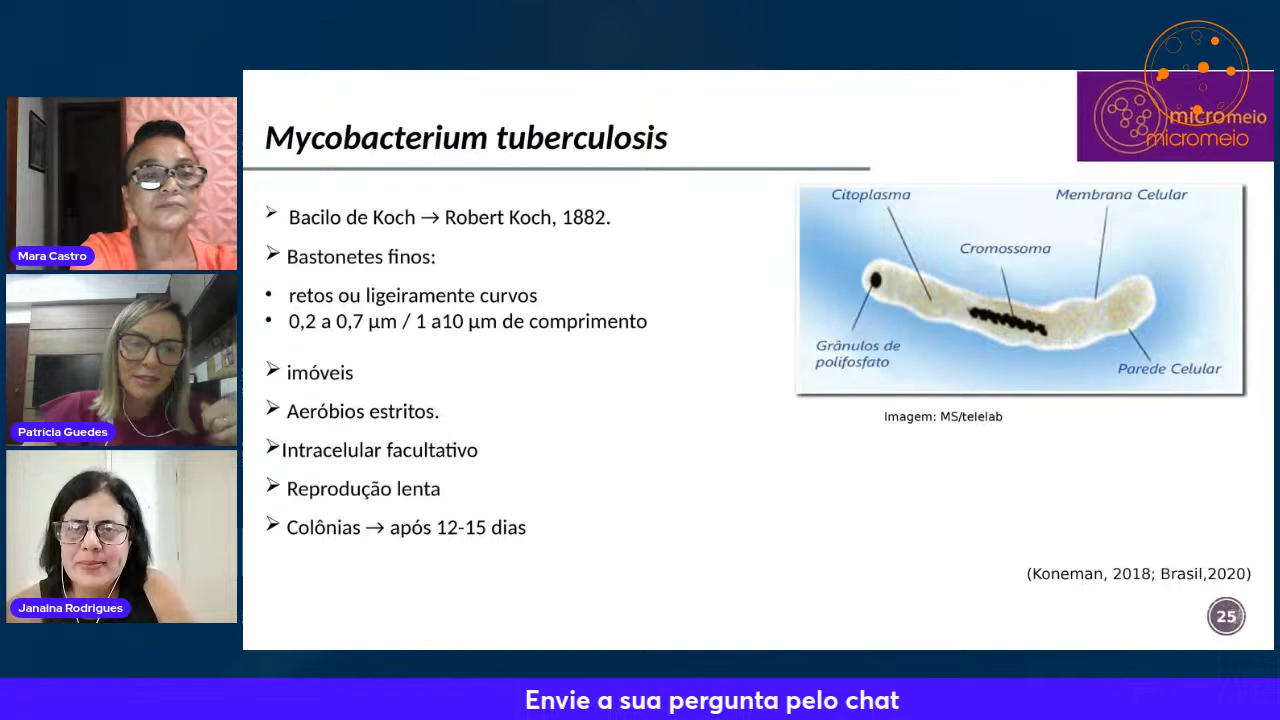 Mara Castro
Patrícia Guedes
Janaina Rodrigues
Mycobacterium tuberculosis
micromeio
micromeio
➢ Bacilo de Koch → Robert Koch, 1882.
➢ Bastonetes finos:
• retos ou ligeiramente curvos
• 0,2 a 0,7 µm / 1 a10 µm de comprimento
➢ imóveis
➢ Aeróbios estritos.
➢Intracelular facultativo
➢ Reprodução lenta
➢ Colônias → após 12-15 dias
Citoplasma
Membrana Celular
Cromossoma
Grânulos de
polifosfato
Parede Celular
Imagem: MS/telelab
(Koneman, 2018; Brasil,2020)
25
Envie a sua pergunta pelo chat